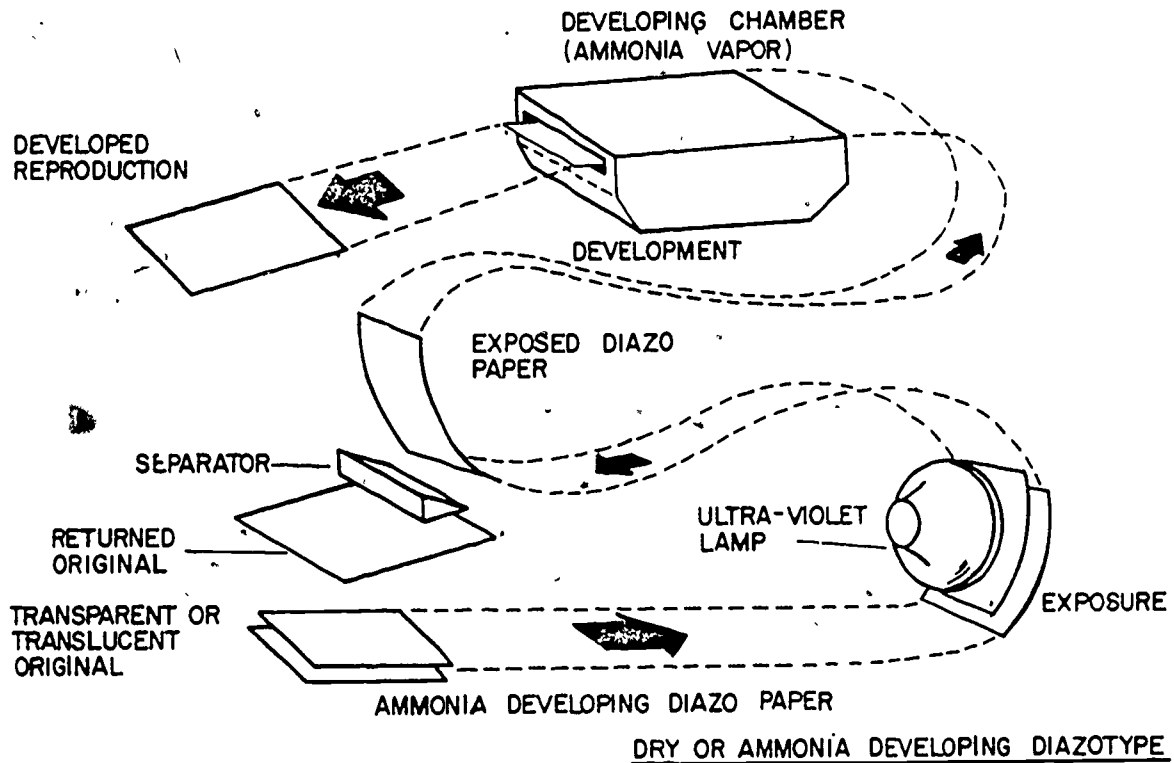 DEVELOPING CHAMBER
(AMMONIA VAPOR)
DEVELOPED
REPRODUCTION
DEVELOPMENT
EXPOSED DIAZO
PAPER
SEPARATOR
ULTRA-VIOLET
LAMP
RETURNED
ORIGINAL
EXPOSURE
TRANSPARENT OR
TRANSLUCENT
ORIGINAL
AMMONIA DEVELOPING DIAZO PAPER
DRY OR AMMONIA DEVELOPING DIAZOTYPE